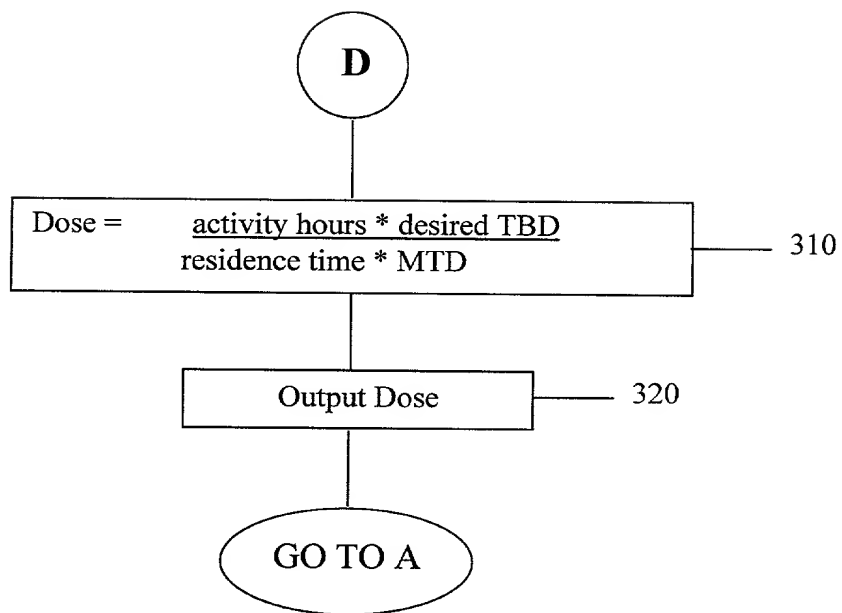 D
Dose = activity hours * desired TBD
residence time * MTD
310
Output Dose
320
GO TO A